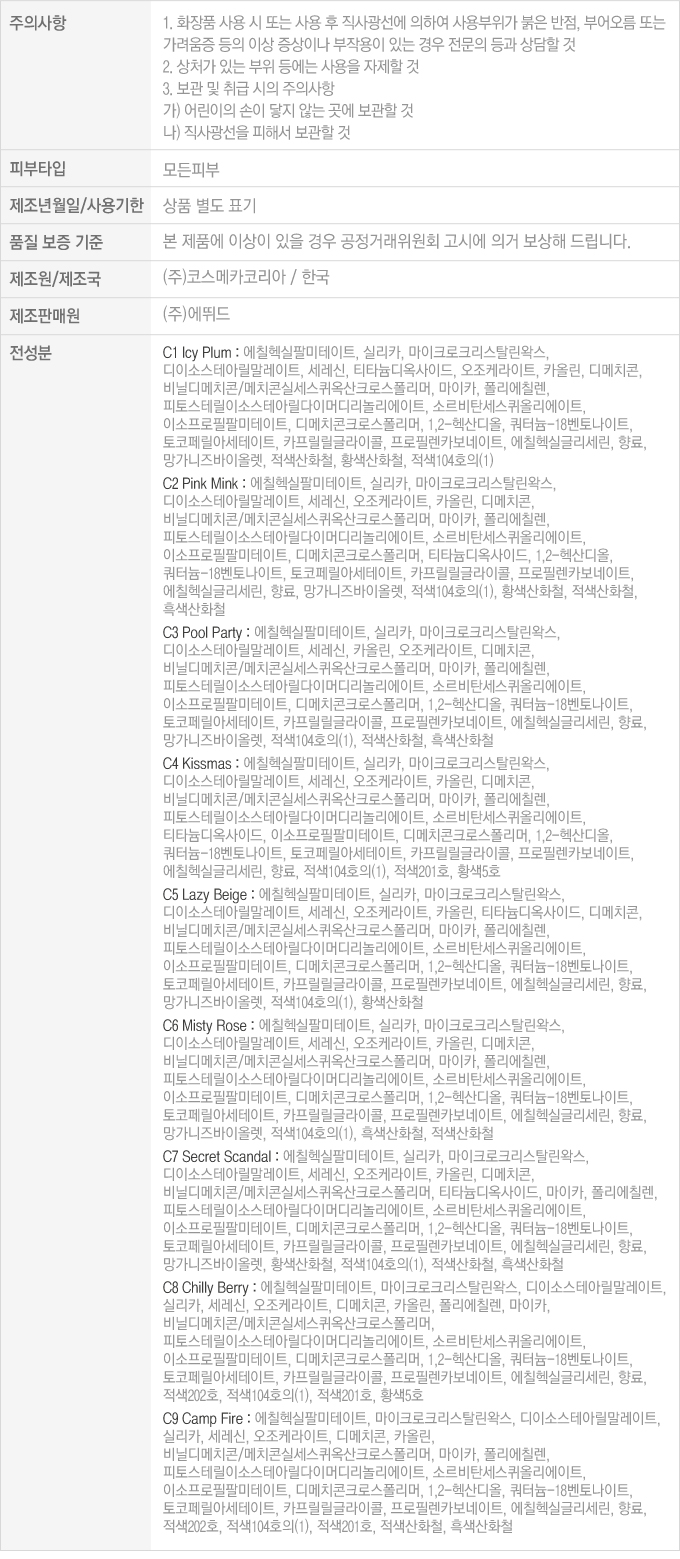 주의사항
1. 화장품 사용 시 또는 사용 후 직사광선에 의하여 사용부위가 붉은 반점, 부어오름 또는
가려움증 등의 이상 증상이나 부작용이 있는 경우 전문의 등과 상담할 것
2. 상처가 있는 부위 등에는 사용을 자제할 것
3. 보관 및 취급 시의 주의사항
가) 어린이의 손이 닿지 않는 곳에 보관할 것
나) 직사광선을 피해서 보관할 것
피부타입
모든피부
제조년월일/사용기한
상품 별도 표기
품질 보증 기준
본 제품에 이상이 있을 경우 공정거래위원회 고시에 의거 보상해 드립니다.
제조원/제조국
(주)코스메카코리아 / 한국
제조판매원
(주)에뛰드
전성분
C1 Icy Plum : 에칠헥실팔미테이트, 실리카, 마이크로크리스탈린왁스,
디이소스테아릴말레이트, 세레신, 티타늄디옥사이드, 오조케라이트, 카올린, 디메치콘,
비닐디메치콘/메치콘실세스퀴옥산크로스폴리머, 마이카, 폴리에칠렌,
피토스테릴이소스테아릴다이머디리놀리에이트, 소르비탄세스퀴올리에이트,
이소프로필팔미테이트, 디메치콘크로스폴리머, 1,2-헥산디올, 쿼터늄-18벤토나이트,
토코페릴아세테이트, 카프릴릴글라이콜, 프로필렌카보네이트, 에칠헥실글리세린, 향료,
망가니즈바이올렛, 적색산화철, 황색산화철, 적색104호의(1)
C2 Pink Mink : 에칠헥실팔미테이트, 실리카, 마이크로크리스탈린왁스,
디이소스테아릴말레이트, 세레신, 오조케라이트, 카올린, 디메치콘,
비닐디메치콘/메치콘실세스퀴옥산크로스폴리머, 마이카, 폴리에칠렌,
피토스테릴이소스테아릴다이머디리놀리에이트, 소르비탄세스퀴올리에이트,
이소프로필팔미테이트, 디메치콘크로스폴리머, 티타늄디옥사이드, 1,2-헥산디올,
쿼터늄-18벤토나이트, 토코페릴아세테이트, 카프릴릴글라이콜, 프로필렌카보네이트,
에칠헥실글리세린, 향료, 망가니즈바이올렛, 적색104호의(1), 황색산화철, 적색산화철,
흑색산화철
C3 Pool Party : 에칠헥실팔미테이트, 실리카, 마이크로크리스탈린왁스,
디이소스테아릴말레이트, 세레신, 카올린, 오조케라이트, 디메치콘,
비닐디메치콘/메치콘실세스퀴옥산크로스폴리머, 마이카, 폴리에칠렌,
피토스테릴이소스테아릴다이머디리놀리에이트, 소르비탄세스퀴올리에이트,
이소프로필팔미테이트, 디메치콘크로스폴리머, 1,2-헥산디올, 쿼터늄-18벤토나이트,
토코페릴아세테이트, 카프릴릴글라이콜, 프로필렌카보네이트, 에칠헥실글리세린, 향료,
망가니즈바이올렛, 적색104호의(1), 적색산화철, 흑색산화철
C4 Kissmas : 에칠헥실팔미테이트, 실리카, 마이크로크리스탈린왁스,
디이소스테아릴말레이트, 세레신, 오조케라이트, 카올린, 디메치콘,
비닐디메치콘/메치콘실세스퀴옥산크로스폴리머, 마이카, 폴리에칠렌,
피토스테릴이소스테아릴다이머디리놀리에이트, 소르비탄세스퀴올리에이트,
티타늄디옥사이드, 이소프로필팔미테이트, 디메치콘크로스폴리머, 1,2-헥산디올,
쿼터늄-18벤토나이트, 토코페릴아세테이트, 카프릴릴글라이콜, 프로필렌카보네이트,
에칠헥실글리세린, 향료, 적색104호의(1), 적색201호, 황색5호
C5 Lazy Beige : 에칠헥실팔미테이트, 실리카, 마이크로크리스탈린왁스,
디이소스테아릴말레이트, 세레신, 오조케라이트, 카올린, 티타늄디옥사이드, 디메치콘,
비닐디메치콘/메치콘실세스퀴옥산크로스폴리머, 마이카, 폴리에칠렌,
피토스테릴이소스테아릴다이머디리놀리에이트, 소르비탄세스퀴올리에이트,
이소프로필팔미테이트, 디메치콘크로스폴리머, 1,2-헥산디올, 쿼터늄-18벤토나이트,
토코페릴아세테이트, 카프릴릴글라이콜, 프로필렌카보네이트, 에칠헥실글리세린, 향료,
망가니즈바이올렛, 적색104호의(1), 황색산화철
C6 Misty Rose : 에칠헥실팔미테이트, 실리카, 마이크로크리스탈린왁스,
디이소스테아릴말레이트, 세레신, 오조케라이트, 카올린, 디메치콘,
비닐디메치콘/메치콘실세스퀴옥산크로스폴리머, 마이카, 폴리에칠렌,
피토스테릴이소스테아릴다이머디리놀리에이트, 소르비탄세스퀴올리에이트,
이소프로필팔미테이트, 디메치콘크로스폴리머, 1,2-헥산디올, 쿼터늄-18벤토나이트,
토코페릴아세테이트, 카프릴릴글라이콜, 프로필렌카보네이트, 에칠헥실글리세린, 향료,
망가니즈바이올렛, 적색104호의(1), 흑색산화철, 적색산화철
C7 Secret Scandal : 에칠헥실팔미테이트, 실리카, 마이크로크리스탈린왁스,
디이소스테아릴말레이트, 세레신, 오조케라이트, 카올린, 디메치콘,
비닐디메치콘/메치콘실세스퀴옥산크로스폴리머, 티타늄디옥사이드, 마이카, 폴리에칠렌,
피토스테릴이소스테아릴다이머디리놀리에이트, 소르비탄세스퀴올리에이트,
이소프로필팔미테이트, 디메치콘크로스폴리머, 1,2-헥산디올, 쿼터늄-18벤토나이트,
토코페릴아세테이트, 카프릴릴글라이콜, 프로필렌카보네이트, 에칠헥실글리세린, 향료,
망가니즈바이올렛, 황색산화철, 적색104호의(1), 적색산화철, 흑색산화철
C8 Chilly Berry : 에칠헥실팔미테이트, 마이크로크리스탈린왁스, 디이소스테아릴말레이트,
실리카, 세레신, 오조케라이트, 디메치콘, 카올린, 폴리에칠렌, 마이카,
비닐디메치콘/메치콘실세스퀴옥산크로스폴리머,
피토스테릴이소스테아릴다이머디리놀리에이트, 소르비탄세스퀴올리에이트,
이소프로필팔미테이트, 디메치콘크로스폴리머, 1,2-헥산디올, 쿼터늄-18벤토나이트,
토코페릴아세테이트, 카프릴릴글라이콜, 프로필렌카보네이트, 에칠헥실글리세린, 향료,
적색202호, 적색104호의(1), 적색201호, 황색5호
C9 Camp Fire : 에칠헥실팔미테이트, 마이크로크리스탈린왁스, 디이소스테아릴말레이트,
실리카, 세레신, 오조케라이트, 디메치콘, 카올린,
비닐디메치콘/메치콘실세스퀴옥산크로스폴리머, 마이카, 폴리에칠렌,
피토스테릴이소스테아릴다이머디리놀리에이트, 소르비탄세스퀴올리에이트,
이소프로필팔미테이트, 디메치콘크로스폴리머, 1,2-헥산디올, 쿼터늄-18벤토나이트,
토코페릴아세테이트, 카프릴릴글라이콜, 프로필렌카보네이트, 에칠헥실글리세린, 향료,
적색202호, 적색104호의(1), 적색201호, 적색산화철, 흑색산화철